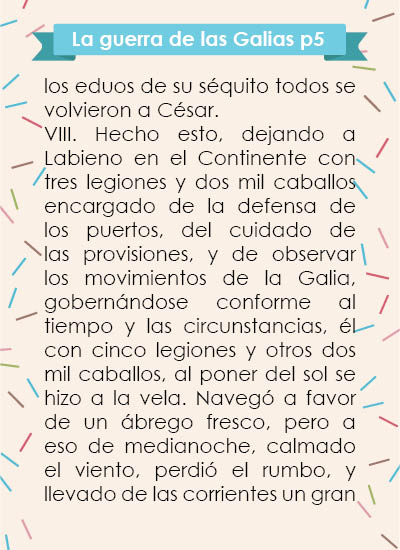 La guerra de las Galias p5
los eduos de su séquito todos se
volvieron a César.
VIII. Hecho esto, dejando a
Labieno en el Continente con
tres legiones y dos mil caballos
encargado de la defensa de
los puertos, del cuidado de
las provisiones, y de observar
los movimientos de la Galia,
gobernándose conforme al
tiempo y las circunstancias, él
con cinco legiones y otros dos
mil caballos, al poner del sol se
hizo a la vela. Navegó a favor
de un ábrego fresco, pero a
eso de medianoche, calmado
el viento, perdió el rumbo, y
llevado de las corrientes un gran